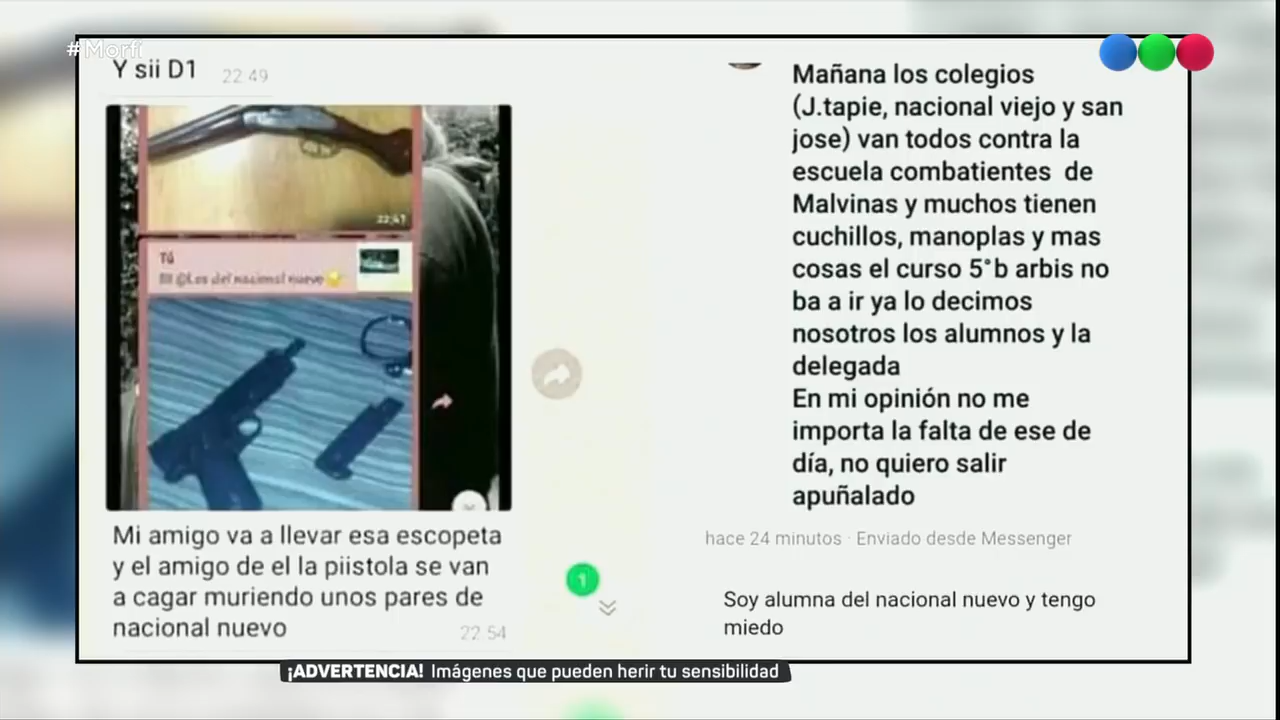 #Morfi
Y sii D1 22 49
22:47
Tú
!!!! @Los del nacional nuevo
Mi amigo va a llevar esa escopeta
y el amigo de el la piistola se van
a cagar muriendo unos pares de
nacional nuevo
22 54
1
Mañana los colegios
(J.tapie, nacional viejo y san
jose) van todos contra la
escuela combatientes de
Malvinas y muchos tienen
cuchillos, manoplas y mas
cosas el curso 5°b arbis no
ba a ir ya lo decimos
nosotros los alumnos y la
delegada
En mi opinión no me
importa la falta de ese de
día, no quiero salir
apuñalado
hace 24 minutos · Enviado desde Messenger
Soy alumna del nacional nuevo y tengo
miedo
¡ADVERTENCIA! Imágenes que pueden herir tu sensibilidad